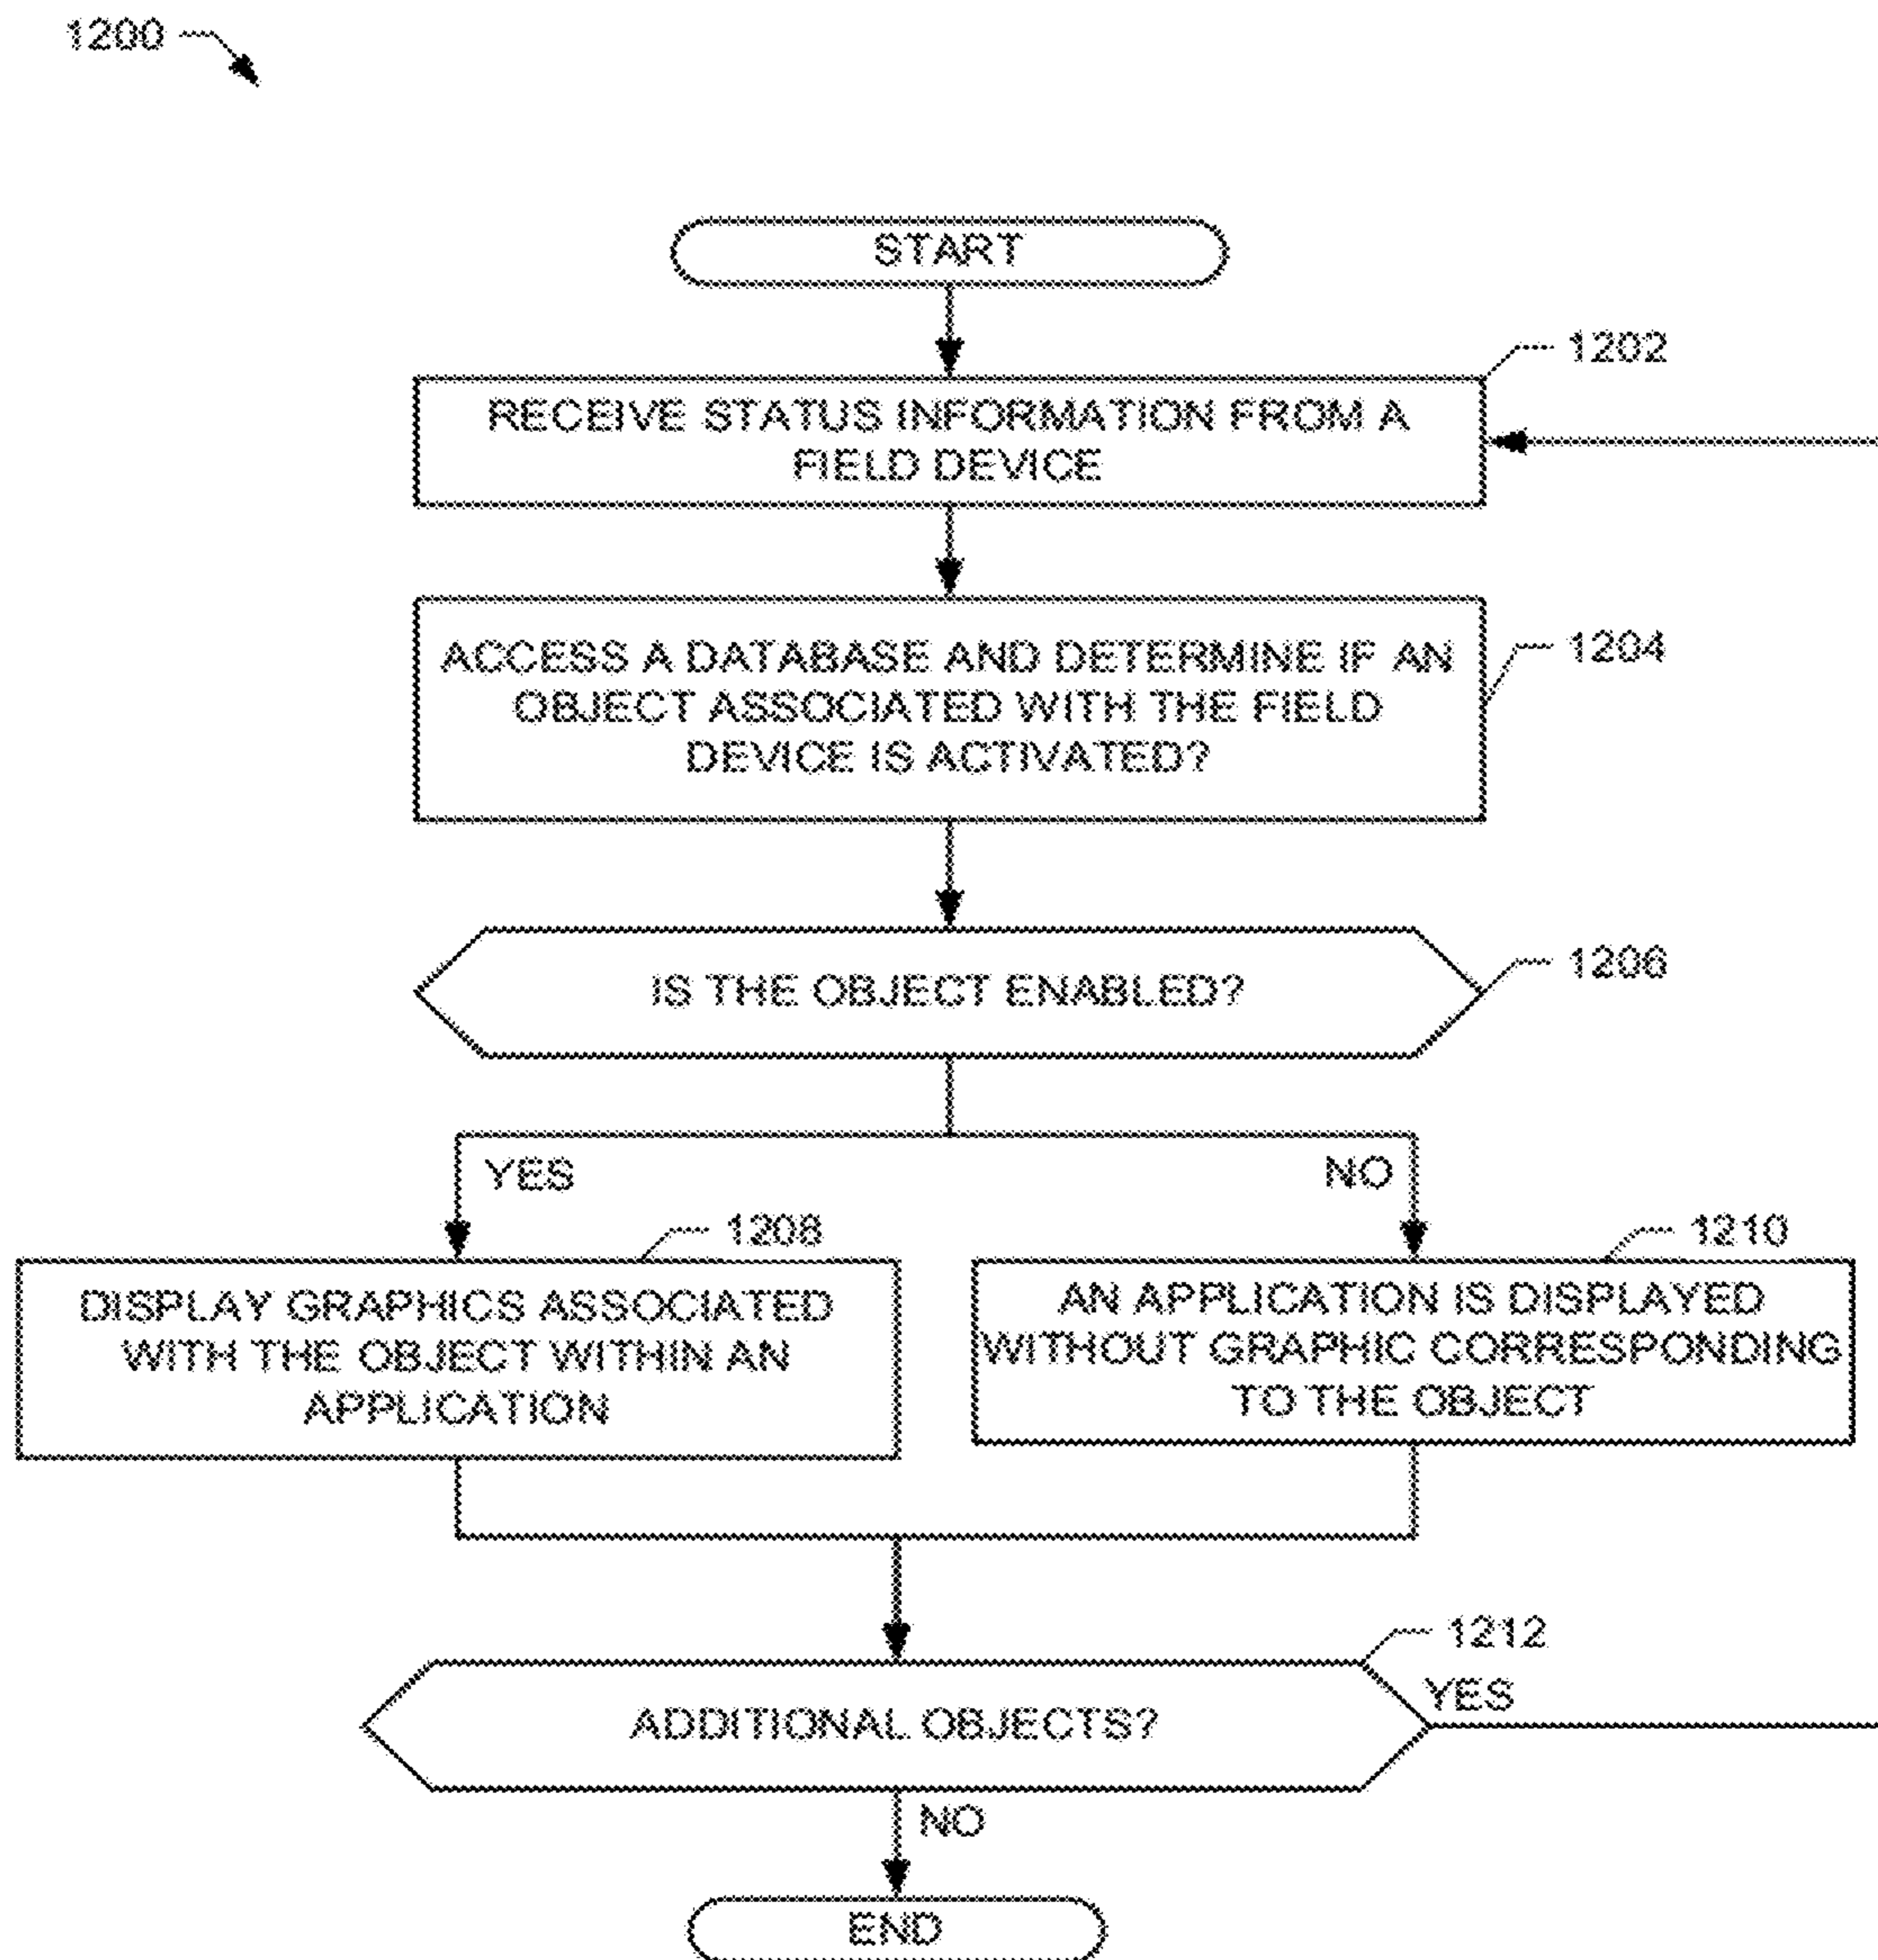 1200
START
1202
RECEIVE STATUS INFORMATION FROM A
FIELD DEVICE
ACCESS A DATABASE AND DETERMINE IF AN
OBJECT ASSOCIATED WITH THE FIELD
DEVICE IS ACTIVATED?
1204
IS THE OBJECT ENABLED?
1206
YES
NO
1208
1210
DISPLAY GRAPHICS ASSOCIATED
WITH THE OBJECT WITHIN AN
APPLICATION
AN APPLICATION IS DISPLAYED
WITHOUT GRAPHIC CORRESPONDING
TO THE OBJECT
1212
ADDITIONAL OBJECTS?
YES
NO
END